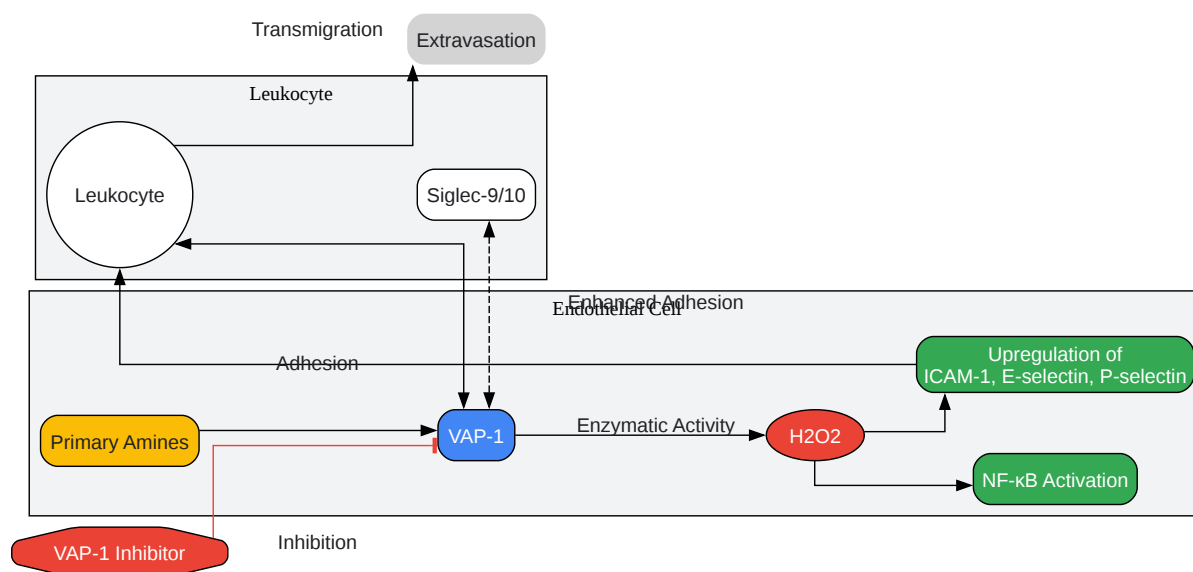 Transmigration
Extravasation
Leukocyte
Leukocyte
Siglec-9/10
Enhanced Adhesion
Endothelial Cell
Adhesion
Upregulation of
ICAM-1, E-selectin, P-selectin
Primary Amines
VAP-1
Enzymatic Activity
H2O2
NF-κB Activation
VAP-1 Inhibitor
Inhibition